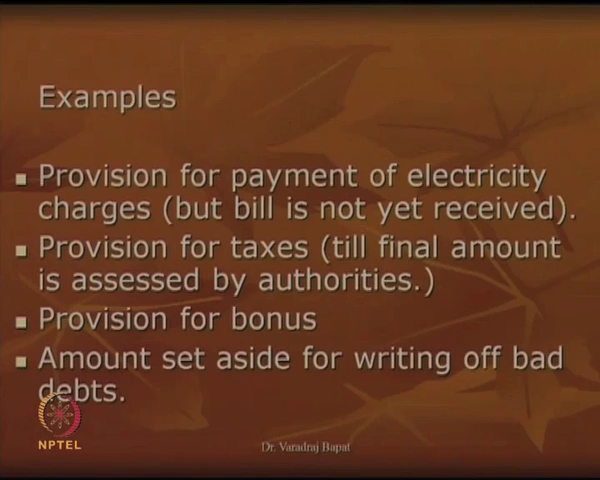 Examples
Provision for payment of electricity
charges (but bill is not yet received).
Provision for taxes (till final amount
is assessed by authorities.)
Provision for bonus
Amount set aside for writing off bad
debts.
NPTEL
Dr. Varadraj Bapat